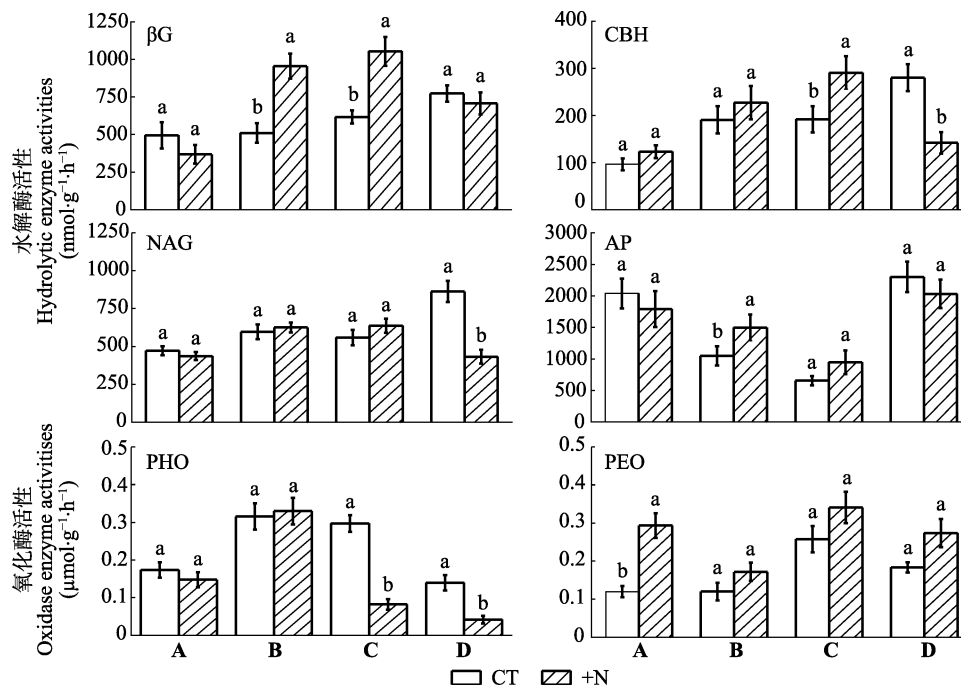 水解酶活性
Hydrolytic enzyme activities
(nmol·g⁻¹·h⁻¹)
βG
1250
1000
750
500
250
0
a a b a b a a a
CBH
400
300
200
100
0
a a a a b a a b
NAG
1250
1000
750
500
250
0
a a a a a a a b
AP
3000
2500
2000
1500
1000
500
0
a a b a a a a a
氧化酶活性
Oxidase enzyme activitises
(μmol·g⁻¹·h⁻¹)
PHO
0.5
0.4
0.3
0.2
0.1
0
a a a a a b a b
A B C D
PEO
0.5
0.4
0.3
0.2
0.1
0
b a a a a a a a
A B C D
CT +N